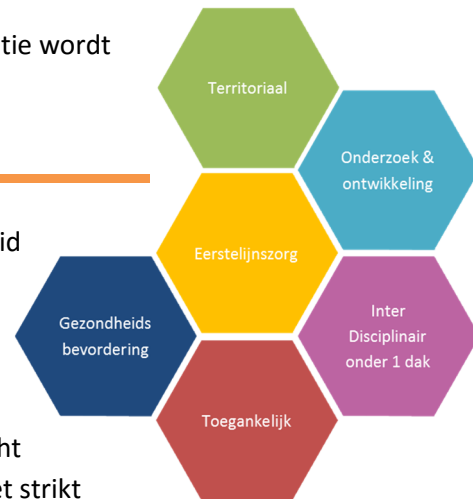 tie wordt
Territoriaal
Onderzoek &
ontwikkeling
id
Eerstelijnszorg
Gezondheids
bevordering
Inter
Disciplinair
onder 1 dak
Toegankelijk
ht
et strikt